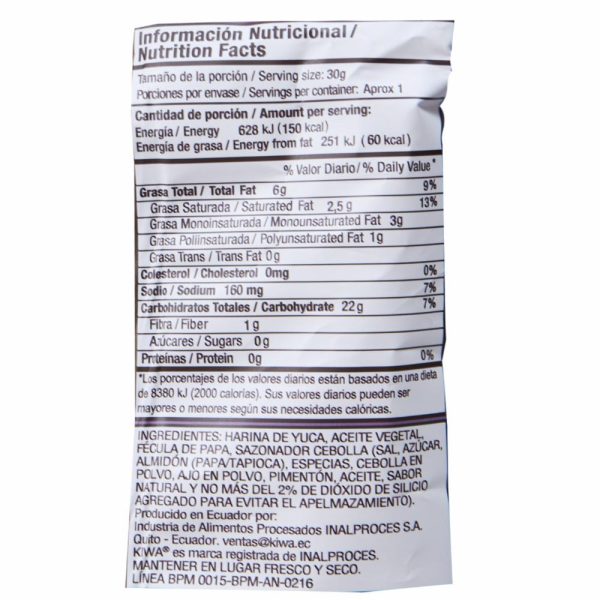 Información Nutricional /
Nutrition Facts
Tamaño de la porción / Serving size: 30g
Porciones por envase / Servings per container: Aprox 1
Cantidad de porción / Amount per serving:
Energía / Energy 628 kJ (150 kcal)
Energía de grasa / Energy from fat 251 kJ (60 kcal)
% Valor Diario / % Daily Value*
Grasa Total / Total Fat 6g 9%
Grasa Saturada / Saturated Fat 2,5 g 13%
Grasa Monoinsaturada / Monounsaturated Fat 3g
Grasa Poliinsaturada / Polyunsaturated Fat 1g
Grasa Trans / Trans Fat 0g
Colesterol / Cholesterol 0mg 0%
Sodio / Sodium 160 mg 7%
Carbohidratos Totales / Carbohydrate 22g 7%
Fibra / Fiber 1 g
Azúcares / Sugars 0g
Proteínas / Protein 0g 0%
*Los porcentajes de los valores diarios están basados en una dieta
de 8380 kJ (2000 calorías). Sus valores diarios pueden ser
mayores o menores según sus necesidades calóricas.
INGREDIENTES: HARINA DE YUCA, ACEITE VEGETAL,
FÉCULA DE PAPA, SAZONADOR CEBOLLA (SAL, AZÚCAR,
ALMIDÓN (PAPA/TAPIOCA), ESPECIAS, CEBOLLA EN
POLVO, AJO EN POLVO, PIMENTÓN, ACEITE, SABOR
NATURAL Y NO MÁS DEL 2% DE DIÓXIDO DE SILICIO
AGREGADO PARA EVITAR EL APELMAZAMIENTO).
Producido en Ecuador por:
Industria de Alimentos Procesados INALPROCES S.A.
Quito - Ecuador. ventas@kiwa.ec
KIWA® es marca registrada de INALPROCES.
MANTENER EN LUGAR FRESCO Y SECO.
LÍNEA BPM 0015-BPM-AN-0216